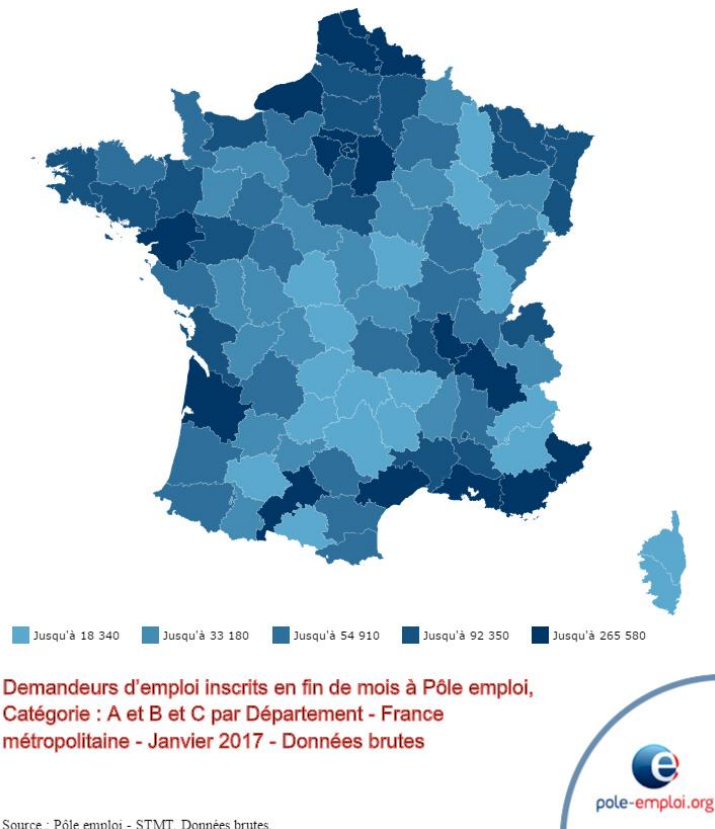 Jusqu'à 18 340
Jusqu'à 33 180
Jusqu'à 54 910
Jusqu'à 92 350
Jusqu'à 265 580
Demandeurs d'emploi inscrits en fin de mois à Pôle emploi,
Catégorie : A et B et C par Département - France
métropolitaine - Janvier 2017 - Données brutes
pole-emploi.org
Source : Pôle emploi - STMT, Données brutes